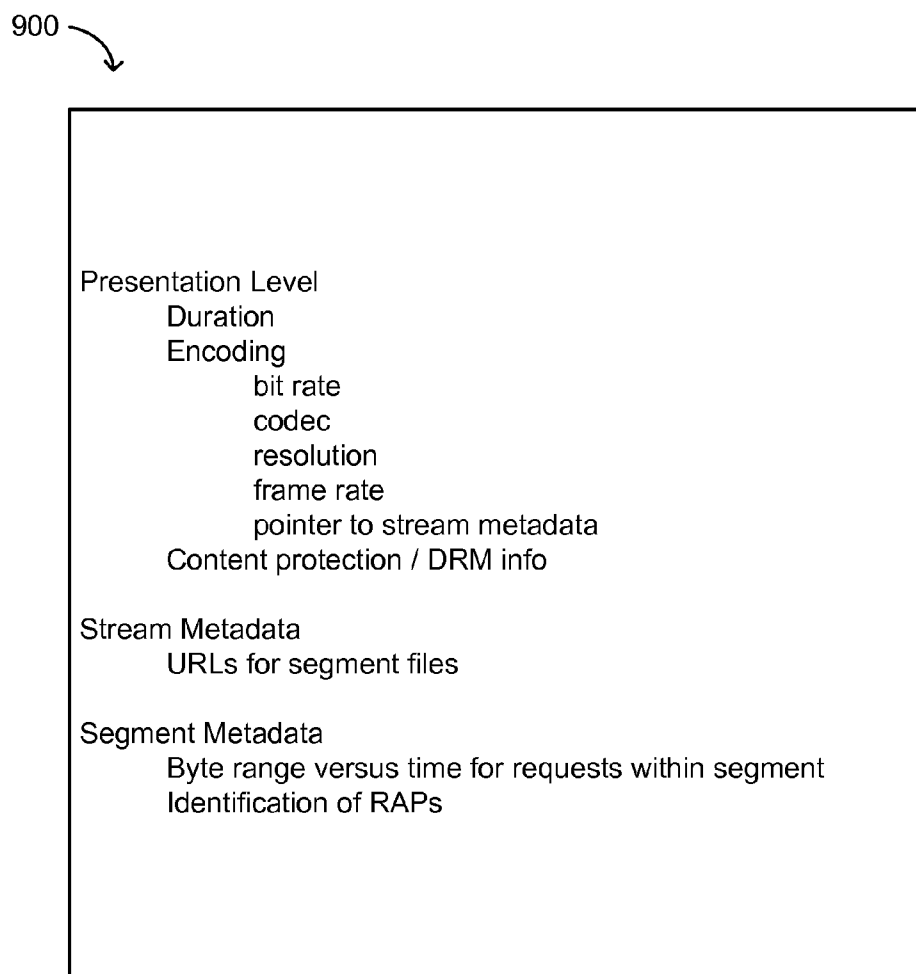 900
Presentation Level
Duration
Encoding
bit rate
codec
resolution
frame rate
pointer to stream metadata
Content protection / DRM info
Stream Metadata
URLs for segment files
Segment Metadata
Byte range versus time for requests within segment
Identification of RAPs